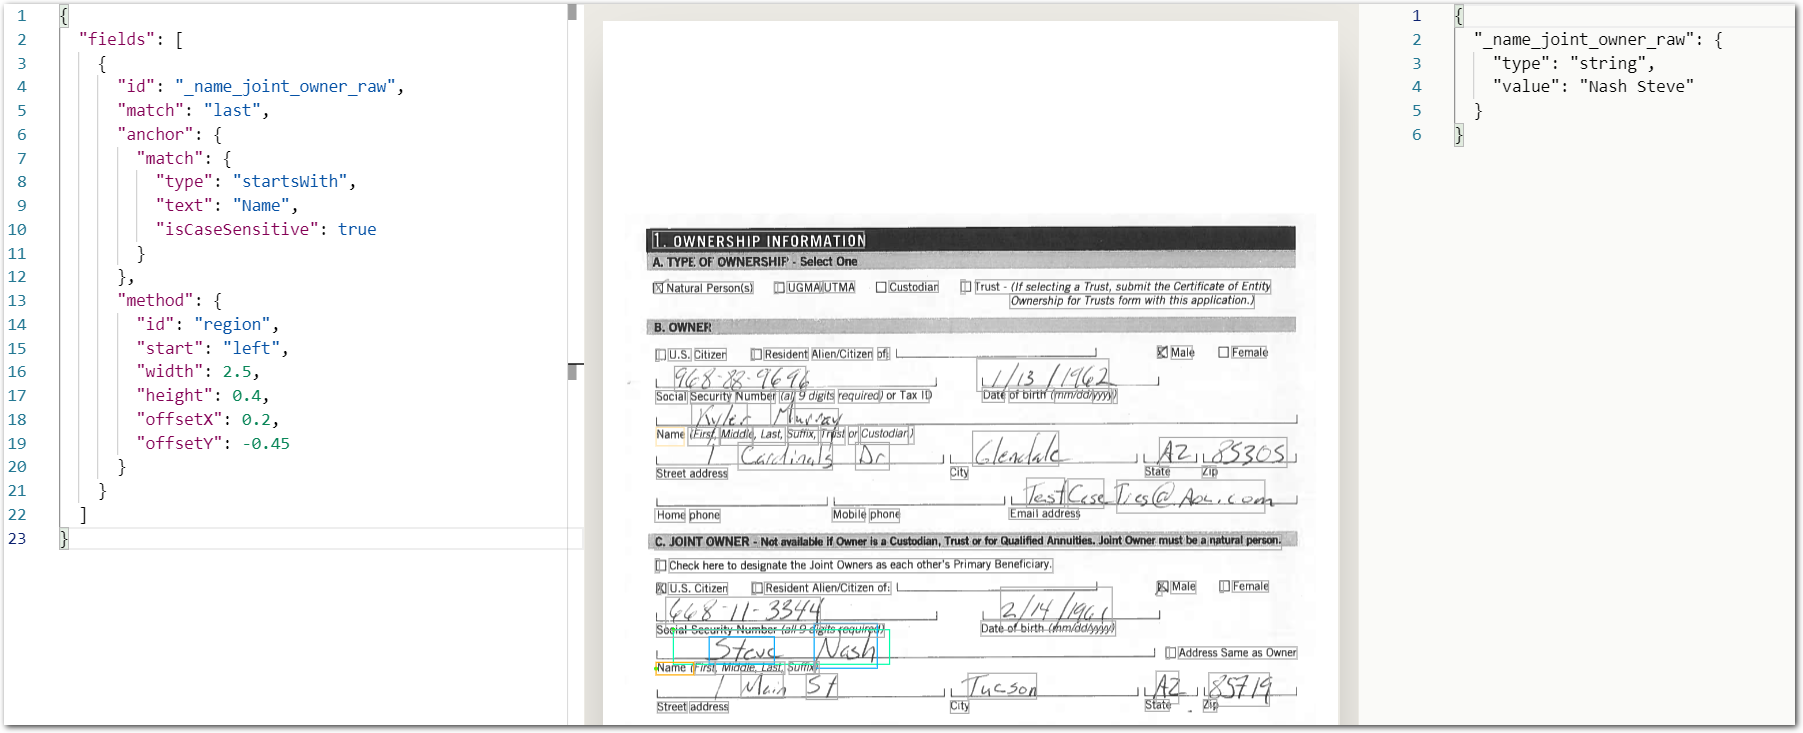 1 {
2 "fields": [
3 {
4 "id": "_name_joint_owner_raw",
5 "match": "last",
6 "anchor": {
7 "match": {
8 "type": "startsWith",
9 "text": "Name",
10 "isCaseSensitive": true
11 }
12 },
13 "method": {
14 "id": "region",
15 "start": "left",
16 "width": 2.5,
17 "height": 0.4,
18 "offsetX": 0.2,
19 "offsetY": -0.45
20 }
21 }
22 ]
23 }
1. OWNERSHIP INFORMATION
A. TYPE OF OWNERSHIP - Select One
Natural Person(s) UGMA/UTMA Custodian Trust - (If selecting a Trust, submit the Certificate of Entity
Ownership for Trusts form with this application.)
B. OWNER
U.S. Citizen Resident Alien/Citizen of: Male Female
968-88-9696 1/13/1962
Social Security Number (all 9 digits required) or Tax ID Date of birth (mm/dd/yyyy)
Kyler Murray
Name (First, Middle, Last, Suffix, Trust or Custodian)
1 Cardinals Dr Glendale AZ 85305
Street address City State Zip
TestCaseTies@Aol.com
Home phone Mobile phone Email address
C. JOINT OWNER - Not available if Owner is a Custodian, Trust or for Qualified Annuities. Joint Owner must be a natural person.
Check here to designate the Joint Owners as each other's Primary Beneficiary.
U.S. Citizen Resident Alien/Citizen of: Male Female
668-11-3344 2/14/1961
Social Security Number (all 9 digits required) Date of birth (mm/dd/yyyy)
Steve Nash Address Same as Owner
Name (First, Middle, Last, Suffix)
1 Main St Tucson AZ 85719
Street address City State Zip
1 {
2 "_name_joint_owner_raw": {
3 "type": "string",
4 "value": "Nash Steve"
5 }
6 }